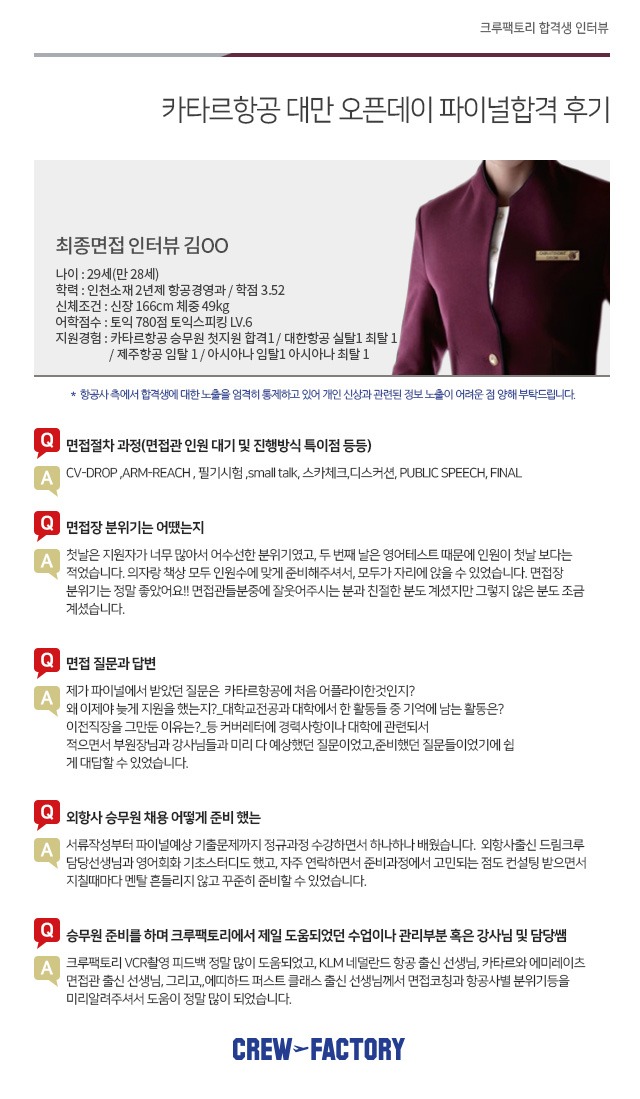 크루팩토리 합격생 인터뷰
카타르항공 대만 오픈데이 파이널합격 후기
최종면접 인터뷰 김OO
나이 : 29세(만 28세)
학력 : 인천소재 2년제 항공경영과 / 학점 3.52
신체조건 : 신장 166cm 체중 49kg
어학점수 : 토익 780점 토익스피킹 LV.6
지원경험 : 카타르항공 승무원 첫지원 합격1 / 대한항공 실탈1 최탈 1
/ 제주항공 임탈 1 / 아시아나 임탈1 아시아나 최탈 1
* 항공사 측에서 합격생에 대한 노출을 엄격히 통제하고 있어 개인 신상과 관련된 정보 노출이 어려운 점 양해 부탁드립니다.
Q 면접절차 과정(면접관 인원 대기 및 진행방식 특이점 등등)
A CV-DROP ,ARM-REACH , 필기시험 ,small talk, 스카체크,디스커션, PUBLIC SPEECH, FINAL
Q 면접장 분위기는 어땠는지
A 첫날은 지원자가 너무 많아서 어수선한 분위기였고, 두 번째 날은 영어테스트 때문에 인원이 첫날 보다는
적었습니다. 의자랑 책상 모두 인원수에 맞게 준비해주셔서, 모두가 자리에 앉을 수 있었습니다. 면접장
분위기는 정말 좋았어요!! 면접관들분중에 잘웃어주시는 분과 친절한 분도 계셨지만 그렇지 않은 분도 조금
계셨습니다.
Q 면접 질문과 답변
A 제가 파이널에서 받았던 질문은 카타르항공에 처음 어플라이한것인지?
왜 이제야 늦게 지원을 했는지?_대학교전공과 대학에서 한 활동들 중 기억에 남는 활동은?
이전직장을 그만둔 이유는?_등 커버레터에 경력사항이나 대학에 관련되서
적으면서 부원장님과 강사님들과 미리 다 예상했던 질문이었고,준비했던 질문들이었기에 쉽
게 대답할 수 있었습니다.
Q 외항사 승무원 채용 어떻게 준비 했는
A 서류작성부터 파이널예상 기출문제까지 정규과정 수강하면서 하나하나 배웠습니다. 외항사출신 드림크루
담당선생님과 영어회화 기초스터디도 했고, 자주 연락하면서 준비과정에서 고민되는 점도 컨설팅 받으면서
지칠때마다 멘탈 흔들리지 않고 꾸준히 준비할 수 있었습니다.
Q 승무원 준비를 하며 크루팩토리에서 제일 도움되었던 수업이나 관리부분 혹은 강사님 및 담당쌤
A 크루팩토리 VCR촬영 피드백 정말 많이 도움되었고, KLM 네덜란드 항공 출신 선생님, 카타르와 에미레이츠
면접관 출신 선생님, 그리고,,에띠하드 퍼스트 클래스 출신 선생님께서 면접코칭과 항공사별 분위기등을
미리알려주셔서 도움이 정말 많이 되었습니다.
CREW FACTORY